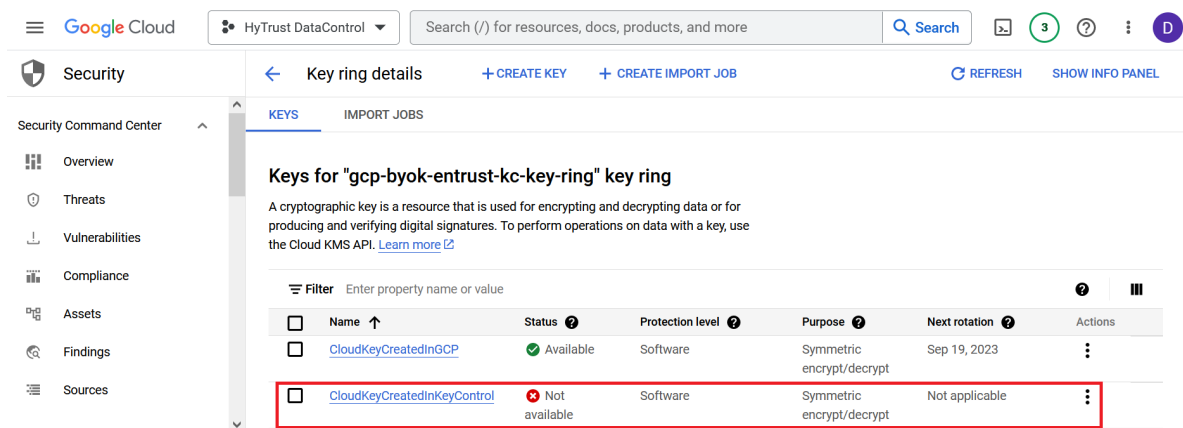 Google Cloud
HyTrust DataControl
Search (/) for resources, docs, products, and more
Search
3
D
Security
Key ring details
CREATE KEY
CREATE IMPORT JOB
REFRESH
SHOW INFO PANEL
Security Command Center
Overview
Threats
Vulnerabilities
Compliance
Assets
Findings
Sources
KEYS
IMPORT JOBS
Keys for "gcp-byok-entrust-kc-key-ring" key ring
A cryptographic key is a resource that is used for encrypting and decrypting data or for
producing and verifying digital signatures. To perform operations on data with a key, use
the Cloud KMS API. Learn more
Filter Enter property name or value
Name Status Protection level Purpose Next rotation Actions
CloudKeyCreatedInGCP Available Software Symmetric Sep 19, 2023
encrypt/decrypt
CloudKeyCreatedInKeyControl Not Software Symmetric Not applicable
available encrypt/decrypt